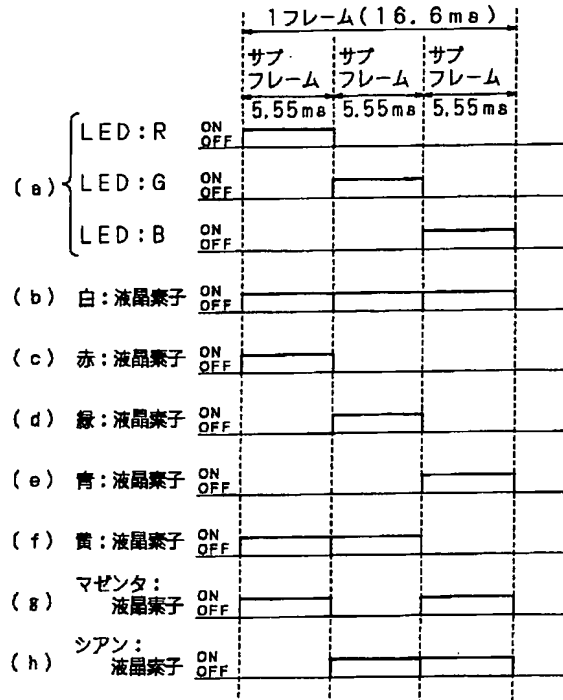 1フレーム(16.6ms)
サブ サブ サブ
フレーム フレーム フレーム
5,55ms 5.55ms 5,55ms
(a)
LED:R ON
OFF
LED:G ON
OFF
LED:B ON
OFF
(b) 白:液晶素子 ON
OFF
(c) 赤:液晶素子 ON
OFF
(d) 緑:液晶素子 ON
OFF
(e) 青:液晶素子 ON
OFF
(f) 黄:液晶素子 ON
OFF
(g) マゼンタ:
液晶素子 ON
OFF
(h) シアン:
液晶素子 ON
OFF